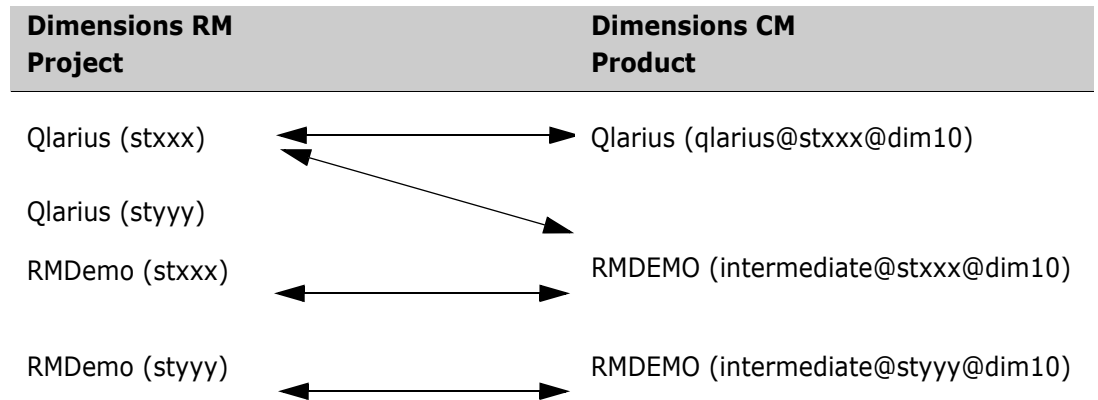 Dimensions RM Project
Dimensions CM Product
Qlarius (stxxx)
Qlarius (qlarius@stxxx@dim10)
Qlarius (styyy)
RMDemo (stxxx)
RMDEMO (intermediate@stxxx@dim10)
RMDemo (styyy)
RMDEMO (intermediate@styyy@dim10)